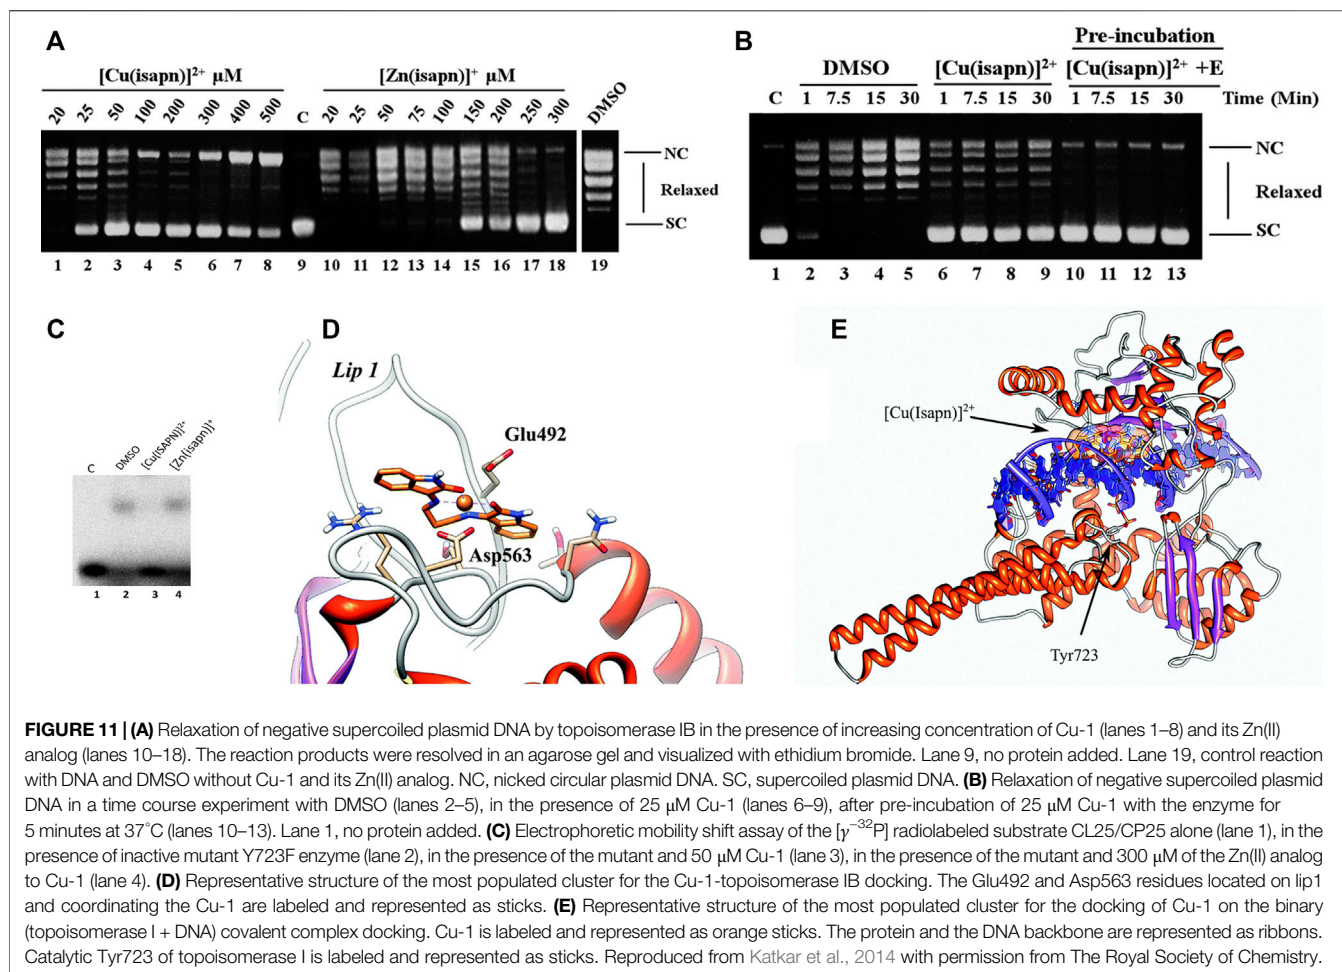 A
[Cu(isapn)]²⁺ µM
[Zn(isapn)]⁺ µM
20 25 50 100 200 300 400 500 C 20 25 50 75 100 150 200 250 300 DMSO
NC
Relaxed
SC
1 2 3 4 5 6 7 8 9 10 11 12 13 14 15 16 17 18 19
B
Pre-incubation
DMSO [Cu(isapn)]²⁺ [Cu(isapn)]²⁺ +E
C 1 7.5 15 30 1 7.5 15 30 1 7.5 15 30 Time (Min)
NC
Relaxed
SC
1 2 3 4 5 6 7 8 9 10 11 12 13
C
C DMSO [Cu(ISAPN)]²⁺ [Zn(isapn)]⁺
1 2 3 4
D
Lip 1
Glu492
Asp563
E
[Cu(Isapn)]²⁺
Tyr723
FIGURE 11 | (A) Relaxation of negative supercoiled plasmid DNA by topoisomerase IB in the presence of increasing concentration of Cu-1 (lanes 1–8) and its Zn(II)
analog (lanes 10–18). The reaction products were resolved in an agarose gel and visualized with ethidium bromide. Lane 9, no protein added. Lane 19, control reaction
with DNA and DMSO without Cu-1 and its Zn(II) analog. NC, nicked circular plasmid DNA. SC, supercoiled plasmid DNA. (B) Relaxation of negative supercoiled plasmid
DNA in a time course experiment with DMSO (lanes 2–5), in the presence of 25 µM Cu-1 (lanes 6–9), after pre-incubation of 25 µM Cu-1 with the enzyme for
5 minutes at 37°C (lanes 10–13). Lane 1, no protein added. (C) Electrophoretic mobility shift assay of the [γ⁻³²P] radiolabeled substrate CL25/CP25 alone (lane 1), in the
presence of inactive mutant Y723F enzyme (lane 2), in the presence of the mutant and 50 µM Cu-1 (lane 3), in the presence of the mutant and 300 µM of the Zn(II) analog
to Cu-1 (lane 4). (D) Representative structure of the most populated cluster for the Cu-1-topoisomerase IB docking. The Glu492 and Asp563 residues located on lip1
and coordinating the Cu-1 are labeled and represented as sticks. (E) Representative structure of the most populated cluster for the docking of Cu-1 on the binary
(topoisomerase I + DNA) covalent complex docking. Cu-1 is labeled and represented as orange sticks. The protein and the DNA backbone are represented as ribbons.
Catalytic Tyr723 of topoisomerase I is labeled and represented as sticks. Reproduced from Katkar et al., 2014 with permission from The Royal Society of Chemistry.